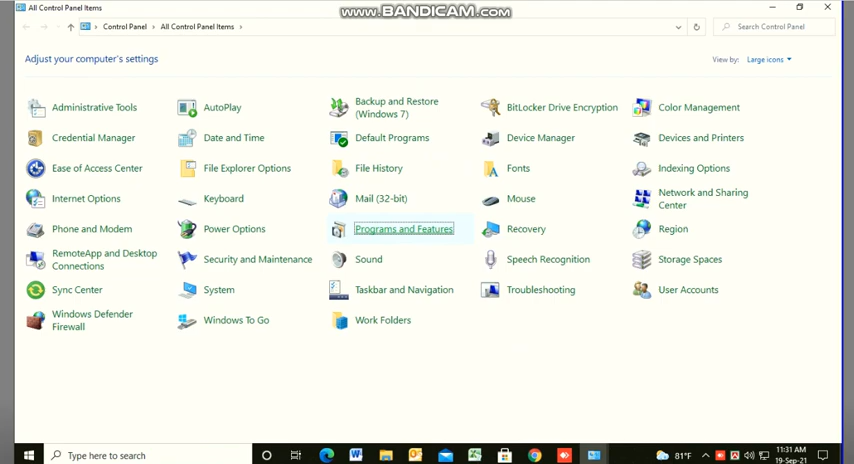 All Control Panel Items
www.BANDICAM.com
Control Panel > All Control Panel Items >
Search Control Panel
Adjust your computer's settings
View by: Large icons
Administrative Tools
AutoPlay
Backup and Restore
(Windows 7)
BitLocker Drive Encryption
Color Management
Credential Manager
Date and Time
Default Programs
Device Manager
Devices and Printers
Ease of Access Center
File Explorer Options
File History
Fonts
Indexing Options
Internet Options
Keyboard
Mail (32-bit)
Mouse
Network and Sharing
Center
Phone and Modem
Power Options
Programs and Features
Recovery
Region
RemoteApp and Desktop
Connections
Security and Maintenance
Sound
Speech Recognition
Storage Spaces
Sync Center
System
Taskbar and Navigation
Troubleshooting
User Accounts
Windows Defender
Firewall
Windows To Go
Work Folders
Type here to search
81°F
11:31 AM
19-Sep-21